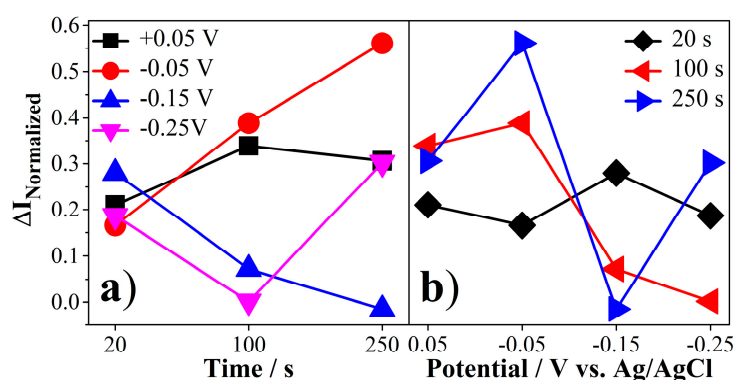 0.6
0.5
0.4
0.3
0.2
0.1
0.0
ΔI Normalized
+0.05 V
-0.05 V
-0.15 V
-0.25V
a)
20
100
250
Time / s
20 s
100 s
250 s
b)
0.05
-0.05
-0.15
-0.25
Potential / V vs. Ag/AgCl